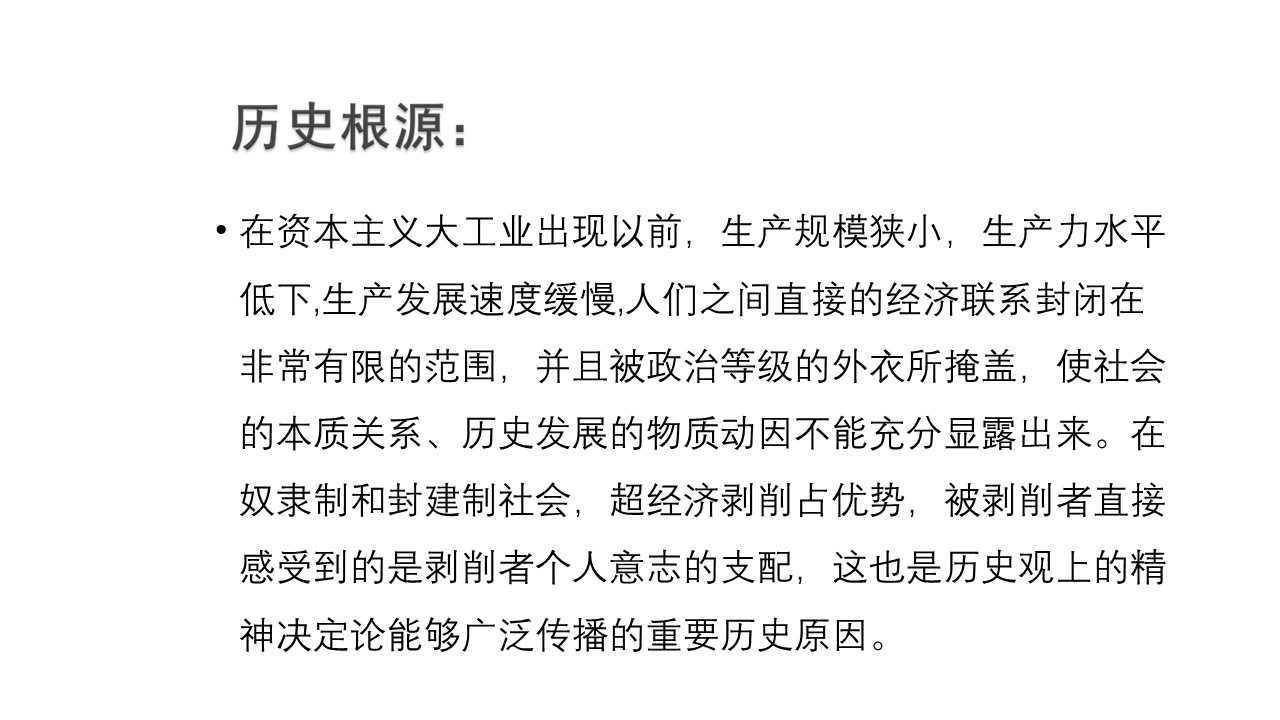 历史根源：
• 在资本主义大工业出现以前，生产规模狭小，生产力水平
低下,生产发展速度缓慢,人们之间直接的经济联系封闭在
非常有限的范围，并且被政治等级的外衣所掩盖，使社会
的本质关系、历史发展的物质动因不能充分显露出来。在
奴隶制和封建制社会，超经济剥削占优势，被剥削者直接
感受到的是剥削者个人意志的支配，这也是历史观上的精
神决定论能够广泛传播的重要历史原因。